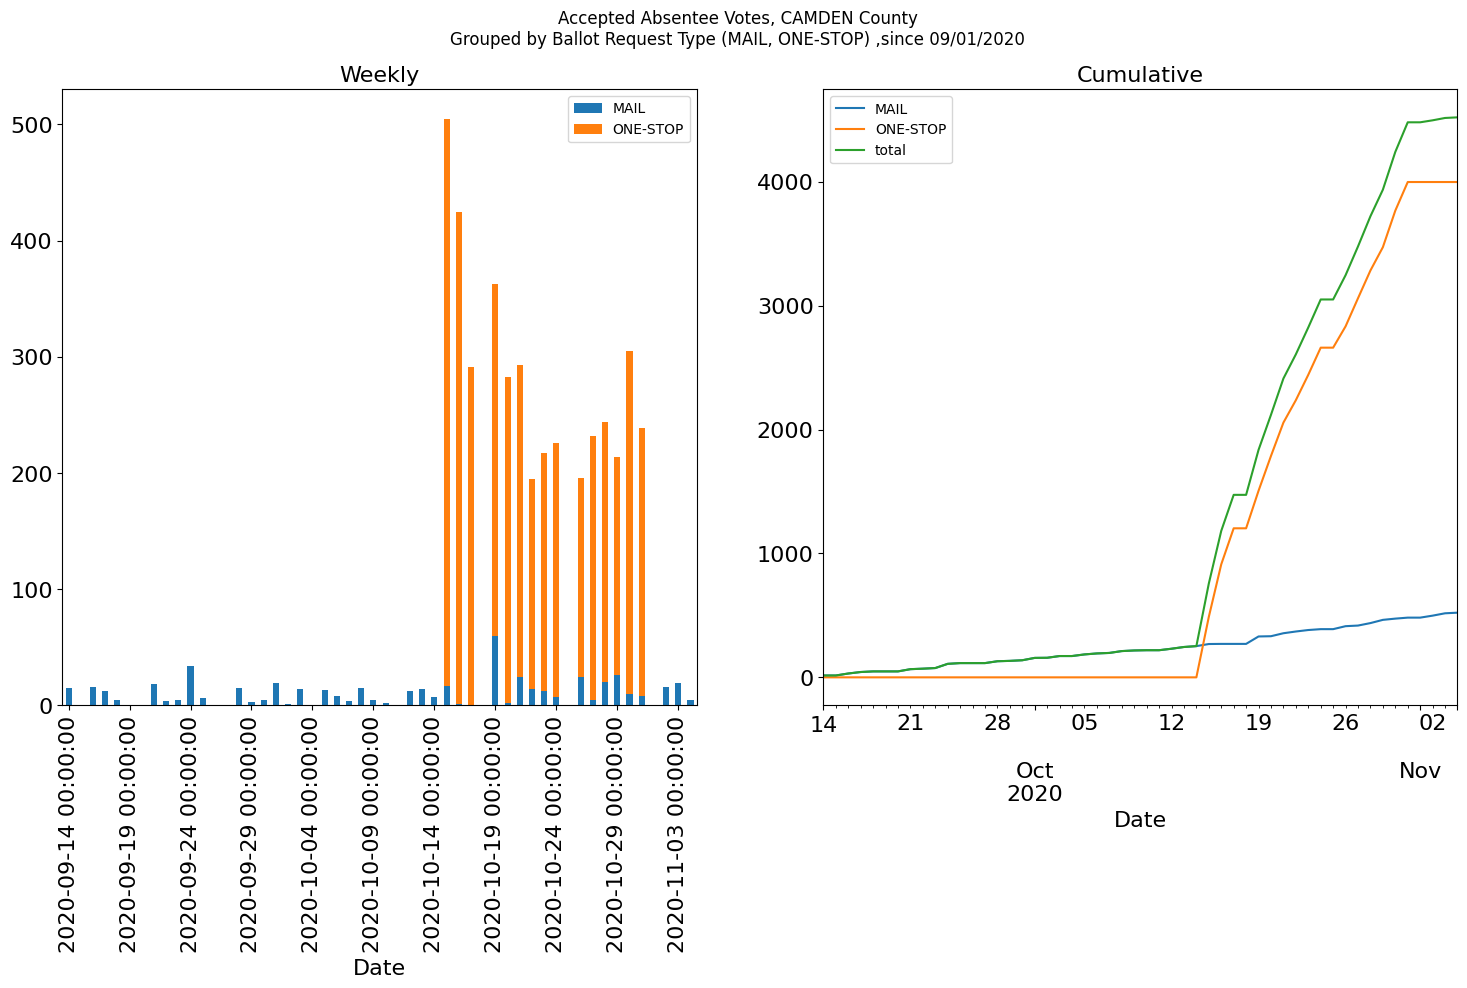 Accepted Absentee Votes, CAMDEN County
Grouped by Ballot Request Type (MAIL, ONE-STOP) ,since 09/01/2020
Weekly
MAIL
ONE-STOP
500
400
300
200
100
0
2020-09-14 00:00:00
2020-09-19 00:00:00
2020-09-24 00:00:00
2020-09-29 00:00:00
2020-10-04 00:00:00
2020-10-09 00:00:00
2020-10-14 00:00:00
2020-10-19 00:00:00
2020-10-24 00:00:00
2020-10-29 00:00:00
2020-11-03 00:00:00
Date
Cumulative
MAIL
ONE-STOP
total
4000
3000
2000
1000
0
14 21 28 05 12 19 26 02
Oct Nov
2020
Date